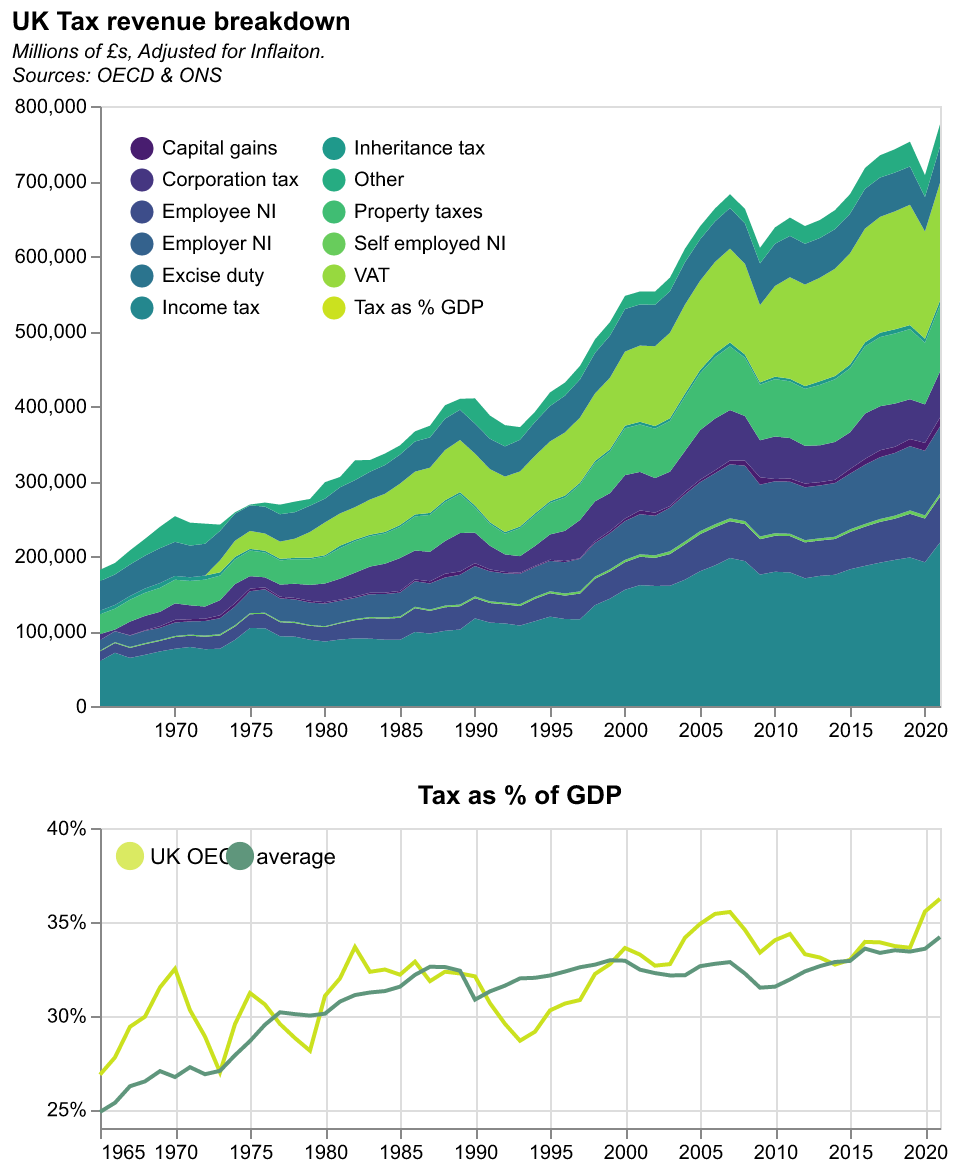 UK Tax revenue breakdown
Millions of £s, Adjusted for Inflaiton.
Sources: OECD & ONS
800,000
700,000
600,000
500,000
400,000
300,000
200,000
100,000
0
Capital gains
Corporation tax
Employee NI
Employer NI
Excise duty
Income tax
Inheritance tax
Other
Property taxes
Self employed NI
VAT
Tax as % GDP
1970 1975 1980 1985 1990 1995 2000 2005 2010 2015 2020
Tax as % of GDP
40%
35%
30%
25%
UK OEC average
1965 1970 1975 1980 1985 1990 1995 2000 2005 2010 2015 2020